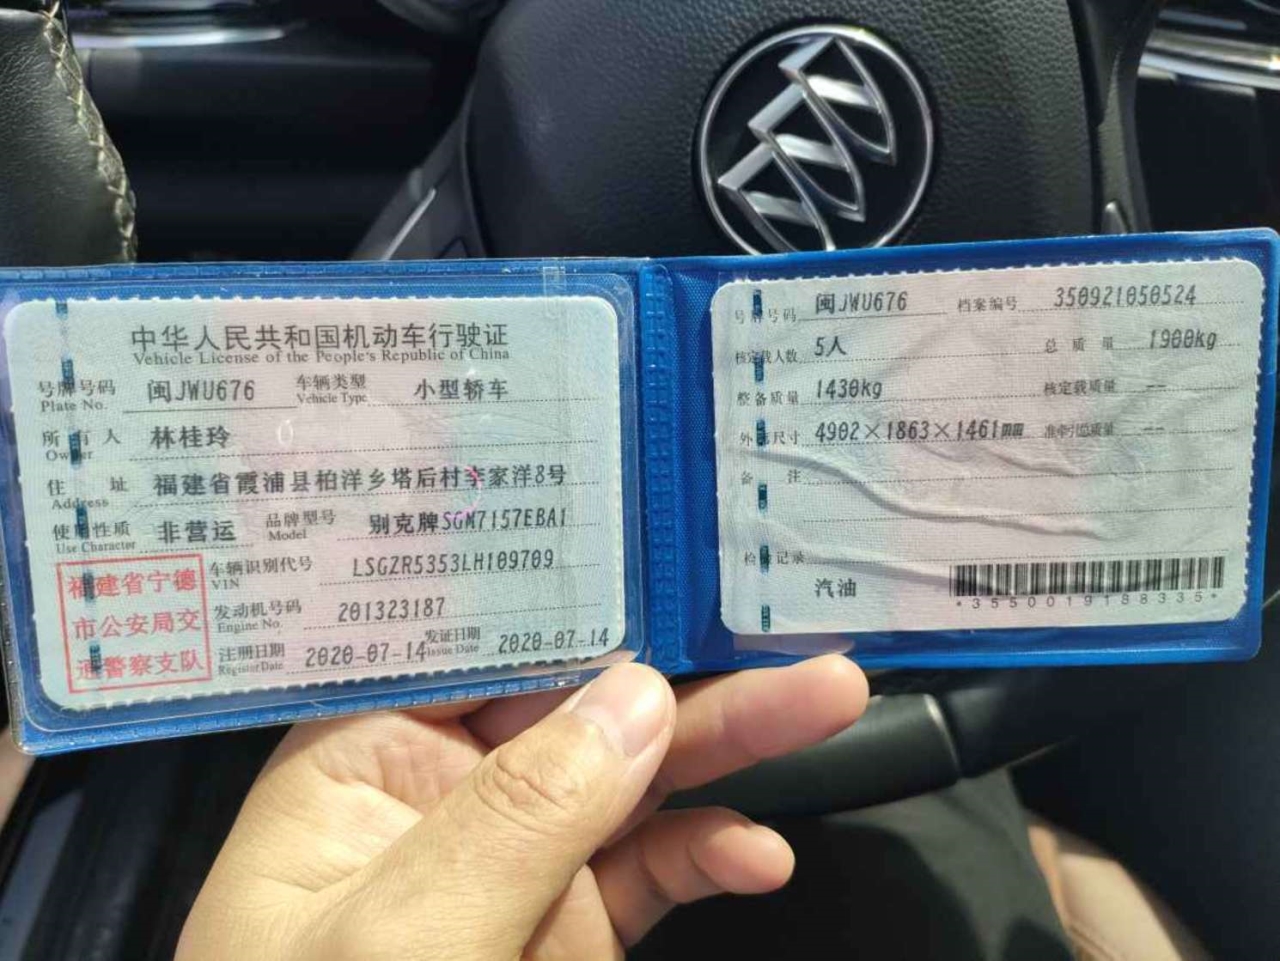 中华人民共和国机动车行驶证
Vehicle License of the People's Republic of China
号牌号码 闽JWU676 车辆类型 小型轿车
Plate No. Vehicle Type
所有人 林桂玲
Owner
住址 福建省霞浦县柏洋乡塔后村李家洋8号
Address
使用性质 非营运 品牌型号 别克牌SGM7157EBA1
Use Character Model
车辆识别代号 LSGZR5353LH109709
VIN
发动机号码 201323187
Engine No.
注册日期 2020-07-14 发证日期 2020-07-14
Register Date Issue Date
福建省宁德
市公安局交
通警察支队
号牌号码 闽JWU676 档案编号 350921050524
核定载人数 5人 总质量 1900kg
整备质量 1430kg 核定载质量 --
外廓尺寸 4902×1863×1461mm 准牵引总质量 --
备注
检验记录
汽油
*3550019188335*